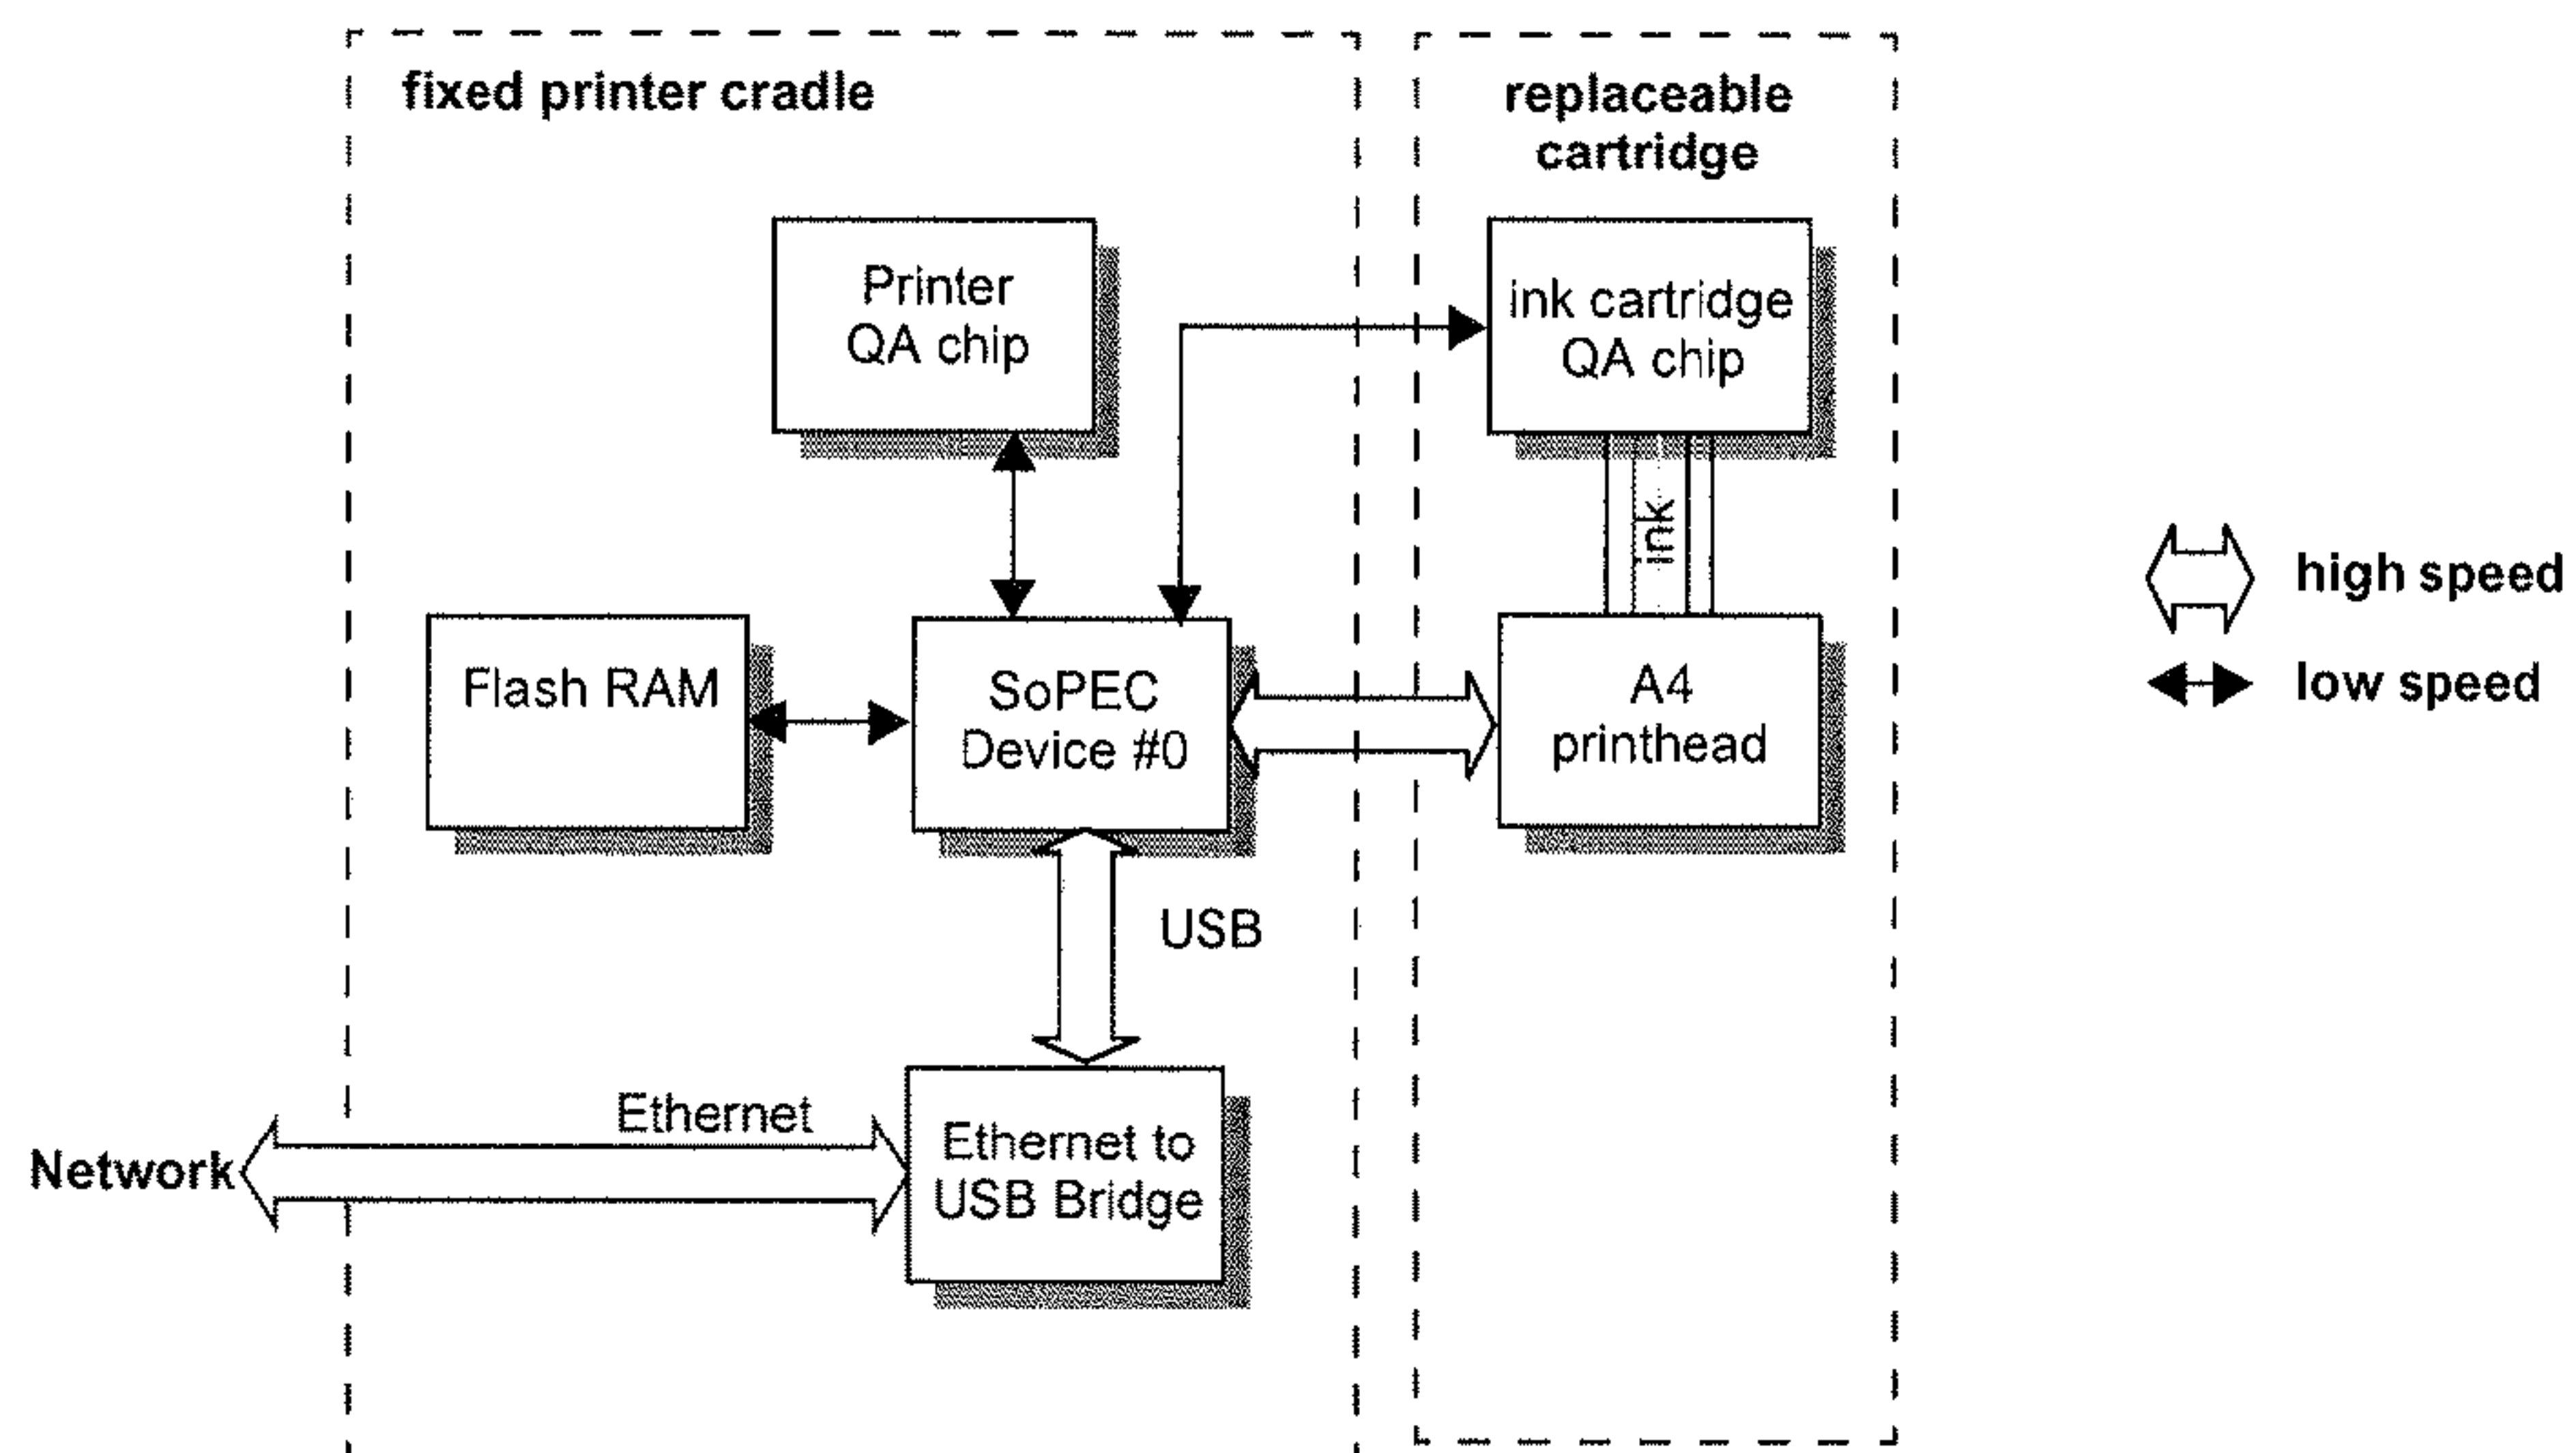 fixed printer cradle
replaceable
cartridge
Printer
QA chip
ink cartridge
QA chip
ink
Flash RAM
SoPEC
Device #0
A4
printhead
high speed
low speed
USB
Ethernet
Network
Ethernet to
USB Bridge